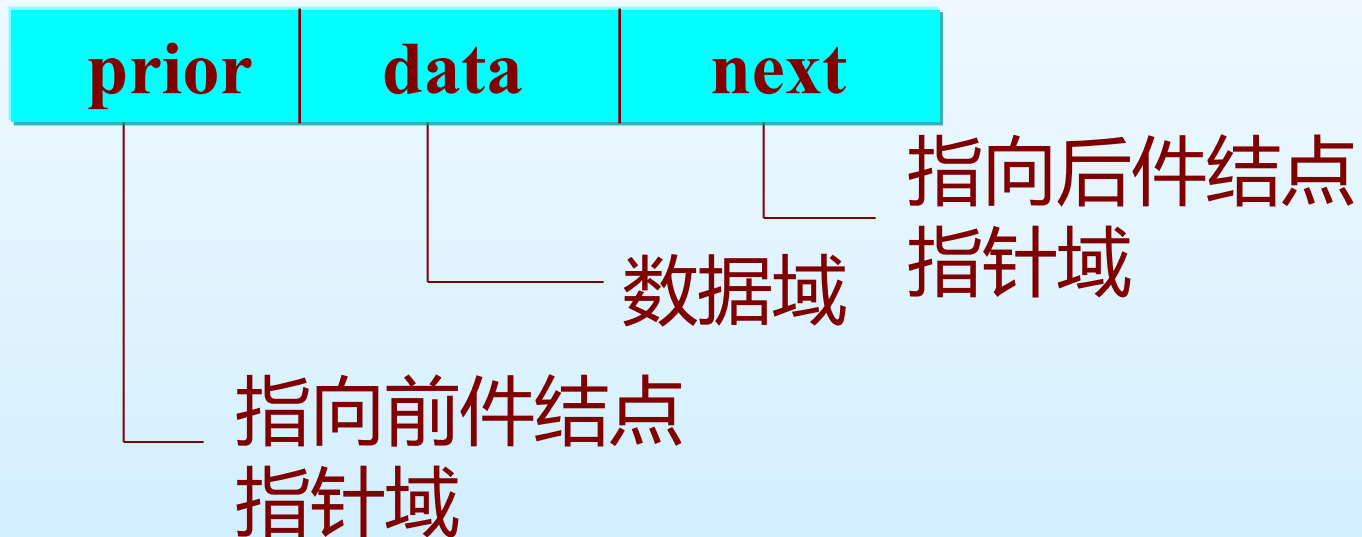 prior data next
指向后件结点
指针域
数据域
指向前件结点
指针域